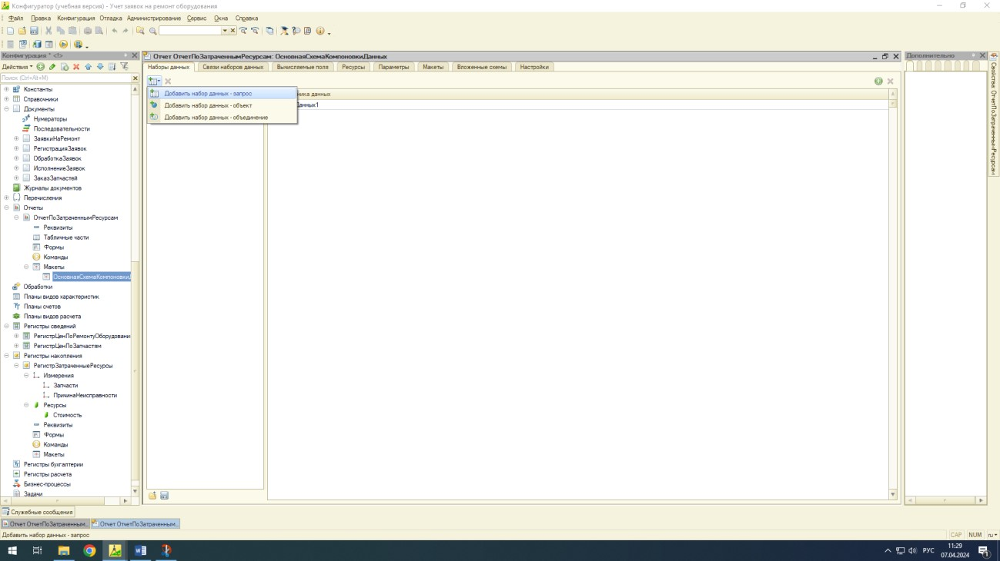 Конфигуратор (учебная версия) - Учет заявок на ремонт оборудования
Файл Правка Конфигурация Отладка Администрирование Сервис Окна Справка
Конфигурация * <!>
Отчет ОтчетПоЗатраченнымРесурсам: ОсновнаяСхемаКомпоновкиДанных
Дополнительно
Действия
Наборы данных Связи наборов данных Вычисляемые поля Ресурсы Параметры Макеты Вложенные схемы Настройки
Поиск (Ctrl+Alt+M)
Константы
Справочники
Документы
Нумераторы
Последовательности
ЗаявкиНаРемонт
РегистрацияЗаявок
ОбработкаЗаявок
ИсполнениеЗаявок
ЗаказЗапчастей
Журналы документов
Перечисления
Отчеты
ОтчетПоЗатраченнымРесурсам
Реквизиты
Табличные части
Формы
Команды
Макеты
ОсновнаяСхемаКомпоновкиД
Обработки
Планы видов характеристик
Планы счетов
Планы видов расчета
Регистры сведений
РегистрЦенПоРемонтуОборудовани
РегистрЦенПоЗапчастям
Регистры накопления
РегистрЗатраченныеРесурсы
Измерения
Запчасти
ПричинаНеисправности
Ресурсы
Стоимость
Реквизиты
Формы
Команды
Макеты
Регистры бухгалтерии
Регистры расчета
Бизнес-процессы
Задачи
Добавить набор данных - запрос
Добавить набор данных - объект
Добавить набор данных - объединение
ника данных
Данных1
Свойства: ОтчетПоЗатраченнымРесурсам
Служебные сообщения
Отчет ОтчетПоЗатраченным... Отчет ОтчетПоЗатраченным...
Добавить набор данных - запрос
CAP NUM ru
РУС
11:29
07.04.2024
1